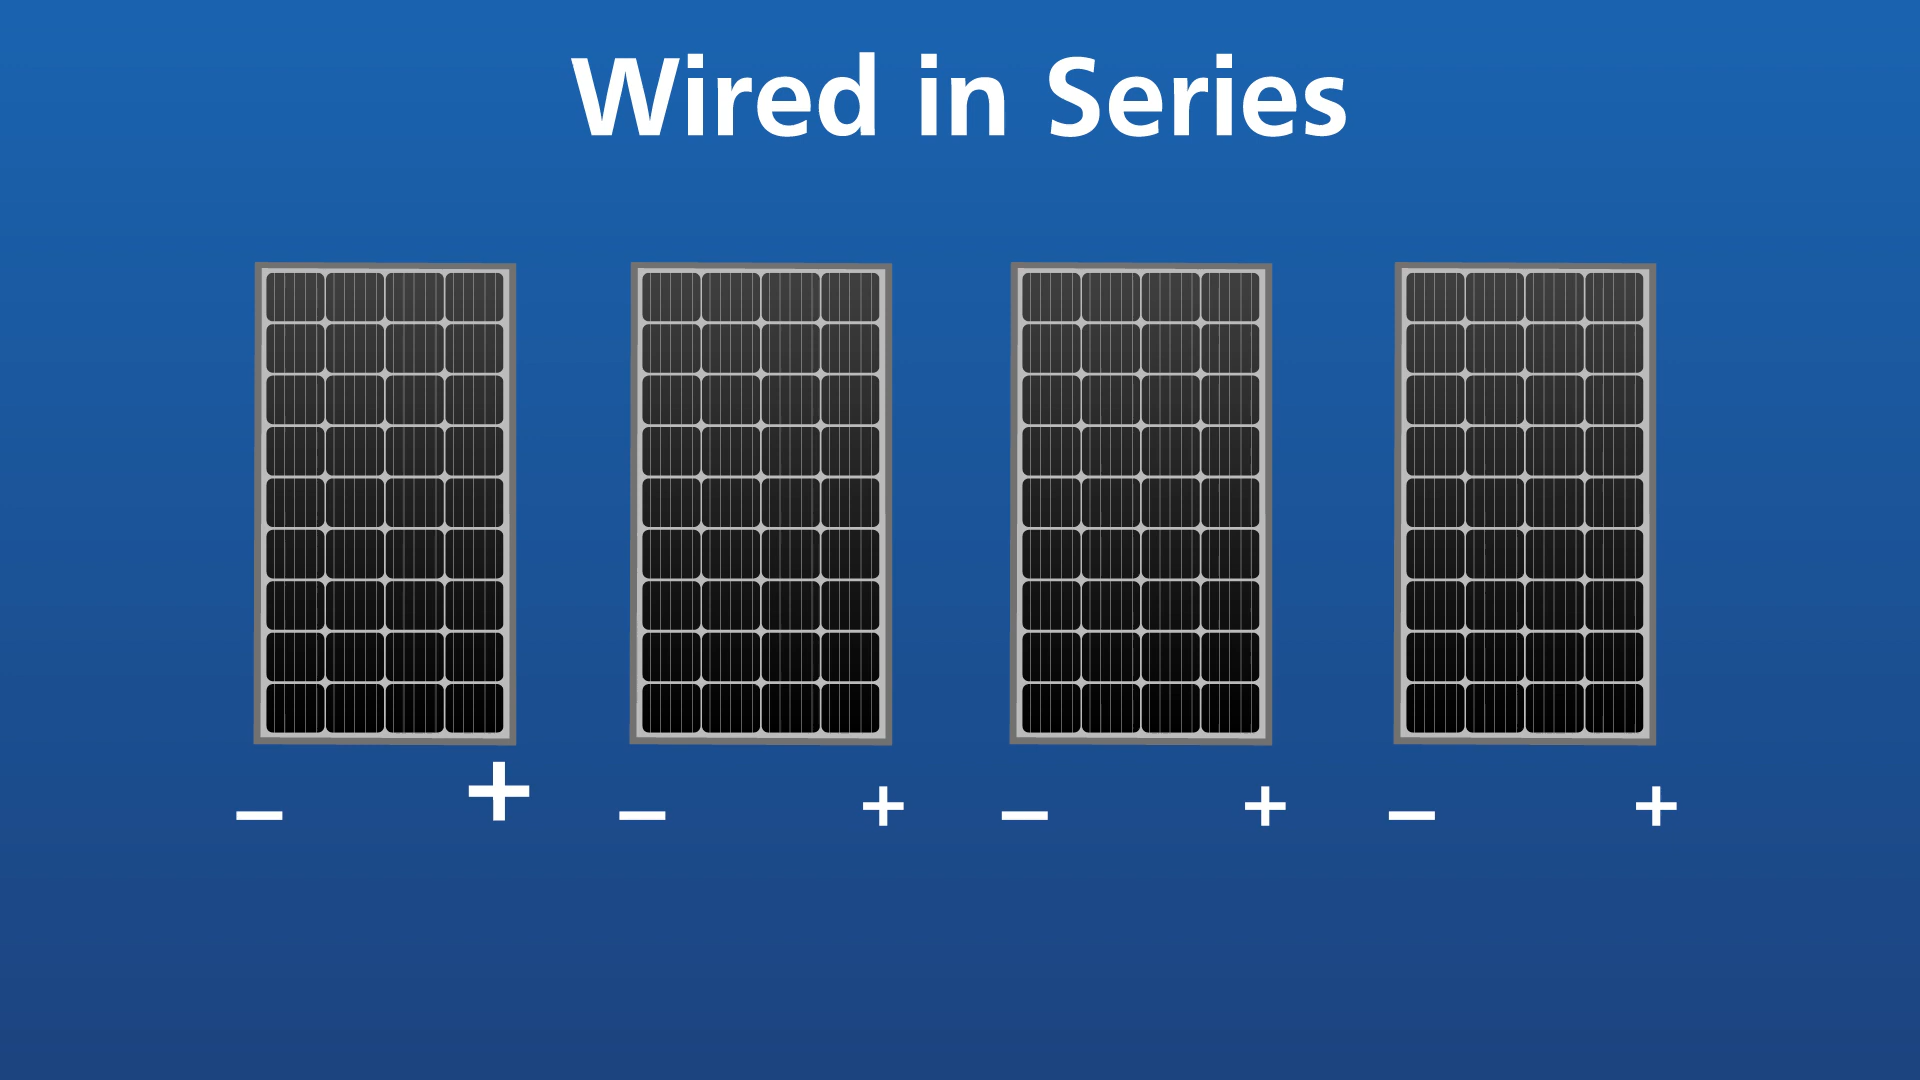 Wired in Series
– + – + – + – +